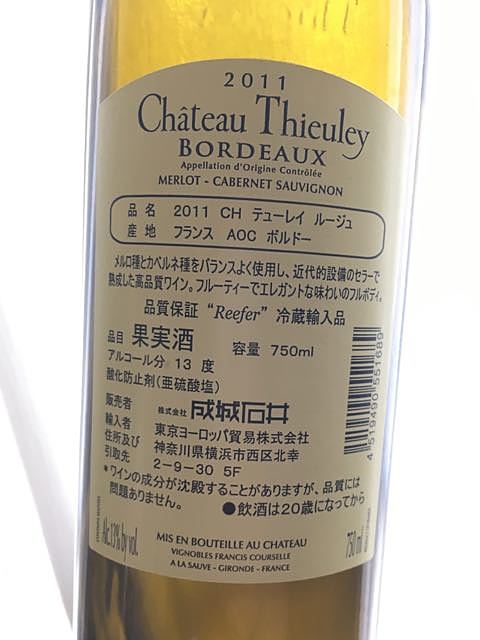 2011
Château Thieuley
BORDEAUX
Appellation d'Origine Contrôlée
MERLOT - CABERNET SAUVIGNON
品 名 2011 CH テューレイ ルージュ
産 地 フランス AOC ボルドー
メルロ種とカベルネ種をバランスよく使用し、近代的設備のセラーで
熟成した高品質ワイン。フルーティーでエレガントな味わいのフルボディ。
品質保証 “Reefer” 冷蔵輸入品
品目 果実酒 容量 750ml
アルコール分 13 度
酸化防止剤(亜硫酸塩)
販売者 株式会社 成城石井
輸入者 東京ヨーロッパ貿易株式会社
住所及び 神奈川県横浜市西区北幸
引取先 2-9-30 5F
*ワインの成分が沈殿することがありますが、品質には
問題ありません。 ●飲酒は20歳になってから
4 519490 551689
Alc.13% by vol.
MIS EN BOUTEILLE AU CHATEAU
750 ml
VIGNOBLES FRANCIS COURSELLE
A LA SAUVE - GIRONDE - FRANCE